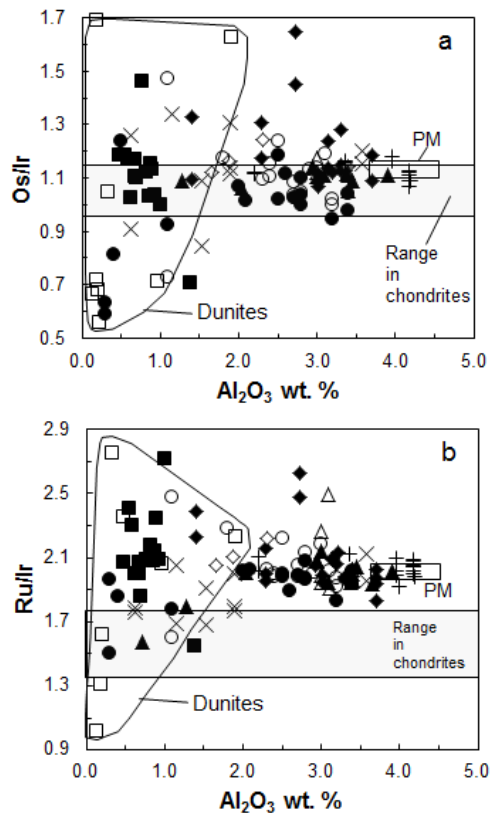 1.7
a
1.5
1.3
Os/Ir
PM
1.1
0.9
Range
in
chondrites
0.7
Dunites
0.5
0.0 1.0 2.0 3.0 4.0 5.0
Al₂O₃ wt. %
2.9
b
2.5
2.1
Ru/Ir
PM
1.7
Range
in chondrites
1.3
Dunites
0.9
0.0 1.0 2.0 3.0 4.0 5.0
Al₂O₃ wt. %